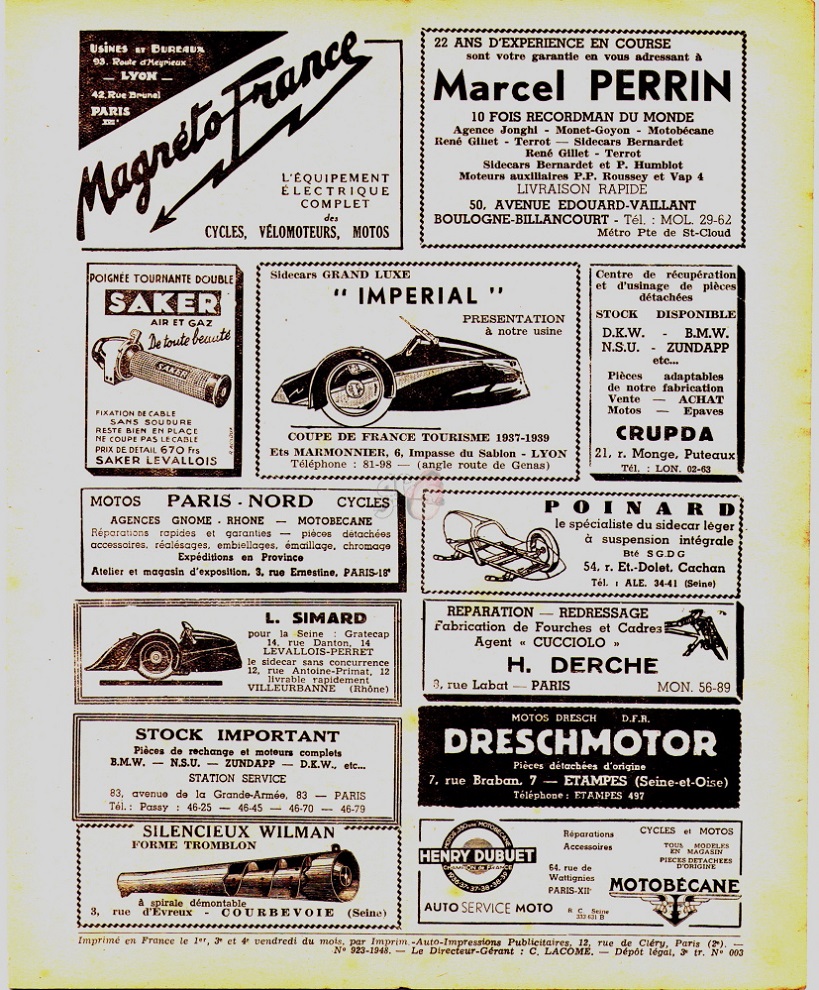 USINES ET BUREAUX
93. Route d'Heyrieux
— LYON —
42. Rue Brunel
PARIS
Magnéto France
L'ÉQUIPEMENT
ÉLECTRIQUE
COMPLET
des
CYCLES, VÉLOMOTEURS, MOTOS
22 ANS D'EXPERIENCE EN COURSE
sont votre garantie en vous adressant à
Marcel PERRIN
10 FOIS RECORDMAN DU MONDE
Agence Jonghi - Monet-Goyon - Motobécane
René Gillet - Terrot — Sidecars Bernardet
René Gillet - Terrot
Sidecars Bernardet et P. Humblot
Moteurs auxiliaires P.P. Roussey et Vap 4
LIVRAISON RAPIDE
50, AVENUE EDOUARD-VAILLANT
BOULOGNE-BILLANCOURT - Tél. : MOL. 29-62
Métro Pte de St-Cloud
POIGNÉE TOURNANTE DOUBLE
SAKER
AIR ET GAZ
De toute beauté
SAKER
FIXATION DE CABLE
SANS SOUDURE
RESTE BIEN EN PLACE
NE COUPE PAS LE CABLE
PRIX DE DÉTAIL 670 Frs
SAKER LEVALLOIS
Sidecars GRAND LUXE
" IMPERIAL "
PRESENTATION
à notre usine
COUPE DE FRANCE TOURISME 1937-1939
Ets MARMONNIER, 6, Impasse du Sablon - LYON
Téléphone : 81-98 — (angle route de Genas)
Centre de récupération
et d'usinage de pièces
détachées
STOCK DISPONIBLE
D.K.W. - B.M.W.
N.S.U. - ZUNDAPP
etc...
Pièces adaptables
de notre fabrication
Vente — ACHAT
Motos — Epaves
CRUPDA
21, r. Monge, Puteaux
Tél. : LON. 02-63
MOTOS PARIS - NORD CYCLES
AGENCES GNOME - RHONE — MOTOBECANE
Réparations rapides et garanties — pièces détachées
accessoires, réalésages, embiellages, émaillage, chromage
Expéditions en Province
Atelier et magasin d'exposition, 3, rue Ernestine, PARIS-18e
POINARD
le spécialiste du sidecar léger
à suspension intégrale
Bté S.G.D.G
54, r. Et.-Dolet, Cachan
Tél. : ALE. 34-41 (Seine)
L. SIMARD
pour la Seine : Gratecap
14, rue Danton, 14
LEVALLOIS-PERRET
le sidecar sans concurrence
12, rue Antoine-Primat, 12
livrable rapidement
VILLEURBANNE (Rhône)
REPARATION — REDRESSAGE
Fabrication de Fourches et Cadres
Agent « CUCCIOLO »
H. DERCHE
3, rue Labat — PARIS MON. 56-89
STOCK IMPORTANT
Pièces de rechange et moteurs complets
B.M.W. — N.S.U. — ZUNDAPP — D.K.W., etc...
STATION SERVICE
83, avenue de la Grande-Armée, 83 — PARIS
Tél. : Passy : 46-25 — 46-45 — 46-70 — 46-79
MOTOS DRESCH D.F.R.
DRESCHMOTOR
Pièces détachées d'origine
7, rue Braban, 7 — ETAMPES (Seine-et-Oise)
Téléphone : ETAMPES 497
SILENCIEUX WILMAN
FORME TROMBLON
à spirale démontable
3, rue d'Evreux - COURBEVOIE (Seine)
HENRY DUBUET
AUTO SERVICE MOTO
Réparations
Accessoires
64, rue de
Wattignies
PARIS-XIIe
R. C. Seine
CYCLES et MOTOS
TOUS MODELES
EN MAGASIN
PIECES DETACHEES
D'ORIGINE
MOTOBÉCANE
Imprimé en France le 1er, 3e et 4e vendredi du mois, par Imprim.-Auto-Impressions Publicitaires, 12, rue de Cléry, Paris (2e). —
No 923-1948. — Le Directeur-Gérant : C. LACOME. — Dépôt légal, 3e tr. No 003